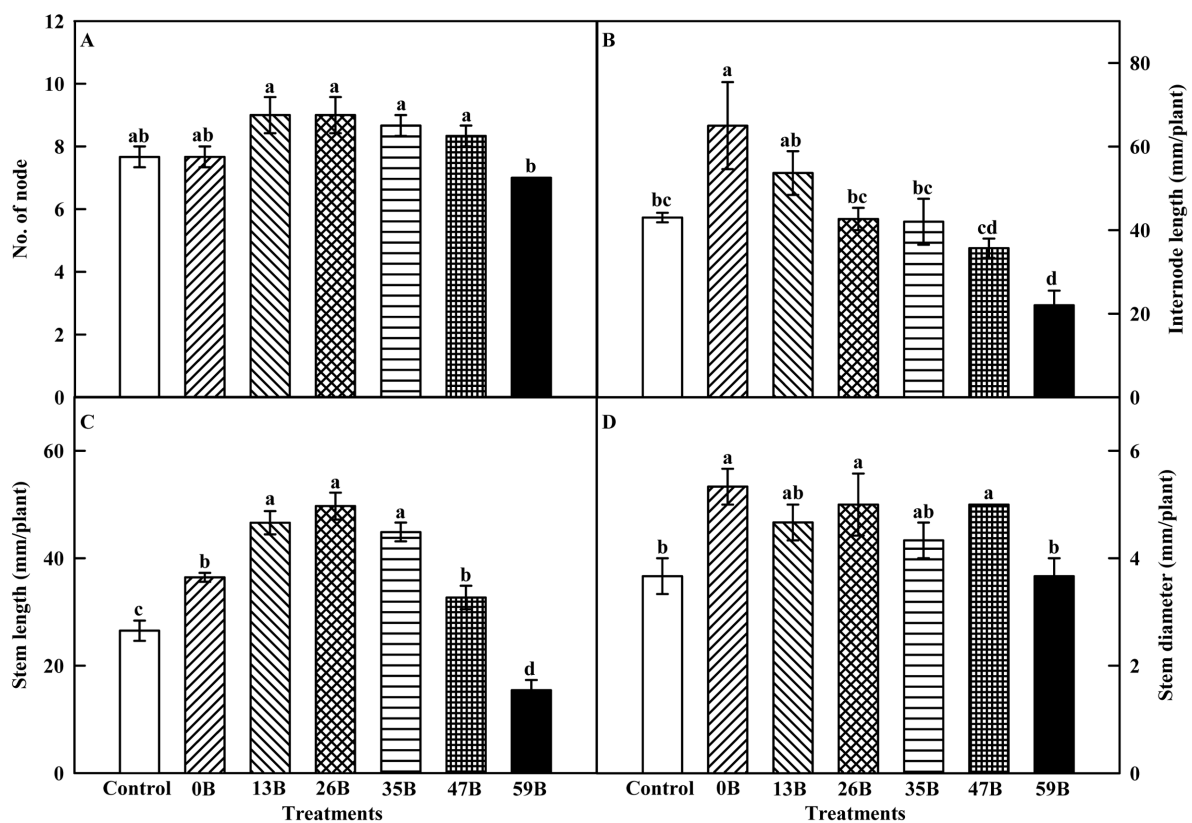 A
No. of node
12
10
8
6
4
2
0
ab
ab
a
a
a
a
b
B
Internode length (mm/plant)
80
60
40
20
0
bc
a
ab
bc
bc
cd
d
C
Stem length (mm/plant)
60
40
20
0
c
b
a
a
a
b
d
Control 0B 13B 26B 35B 47B 59B
Treatments
D
Stem diameter (mm/plant)
6
4
2
0
b
a
ab
a
ab
a
b
Control 0B 13B 26B 35B 47B 59B
Treatments